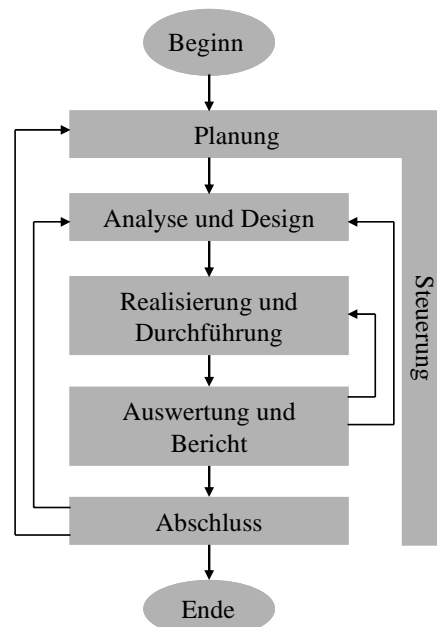 Beginn
Planung
Analyse und Design
Steuerung
Realisierung und
Durchführung
Auswertung und
Bericht
Abschluss
Ende